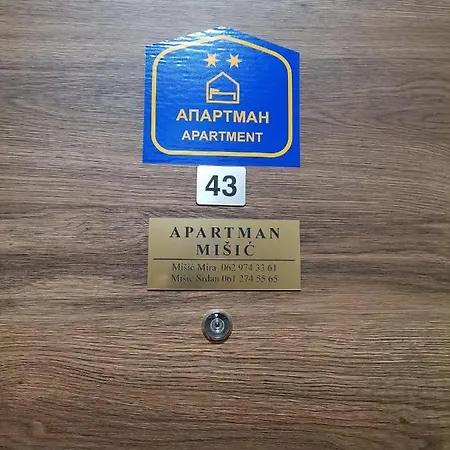 АПАРТМАН
APARTMENT
43
APARTMAN
MIŠIĆ
Mišić Mira 062 974 33 61
Mišić Srđan 061 274 55 65